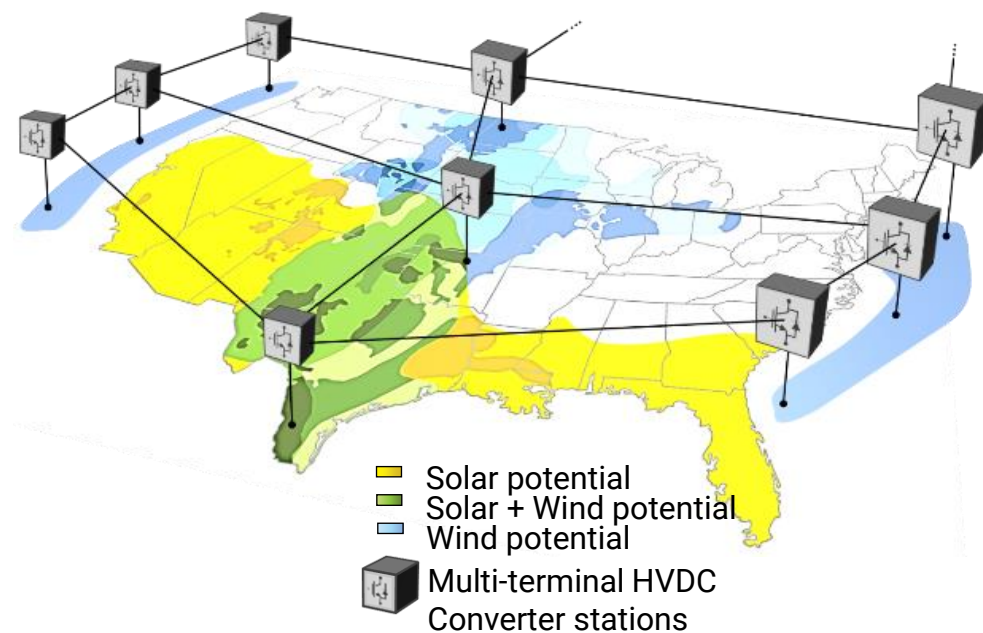 Solar potential
Solar + Wind potential
Wind potential
Multi-terminal HVDC
Converter stations